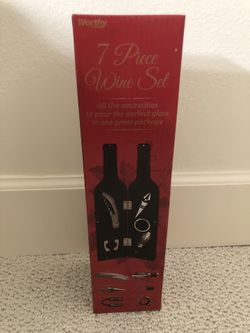 Worthy
7 Piece
Wine Set
All the necessities
to pour the perfect glass
in one great package